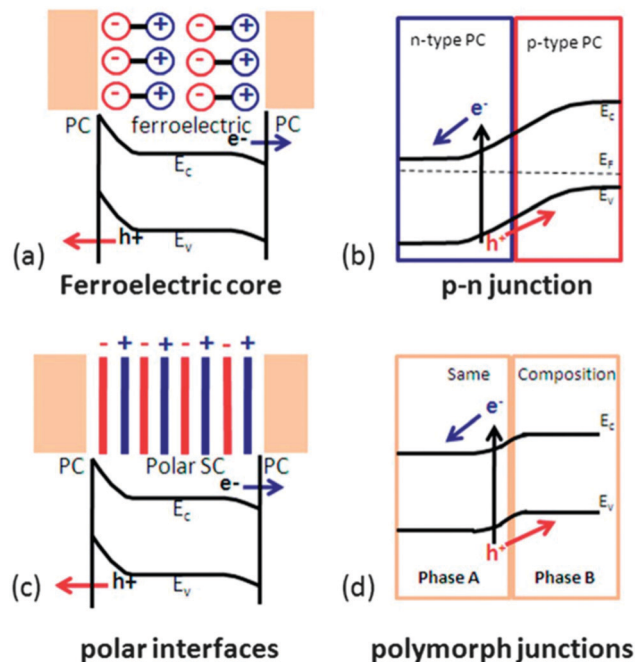 - + - +
- + - +
- + - +
PC ferroelectric PC
e-
Ec
h+ Ev
(a)
Ferroelectric core
n-type PC p-type PC
e-
Ec
EF
Ev
h+
(b)
p-n junction
- + - + - + - +
PC Polar SC PC
e-
Ec
h+ Ev
(c)
polar interfaces
Same Composition
e-
Ec
Ev
h+
Phase A Phase B
(d)
polymorph junctions